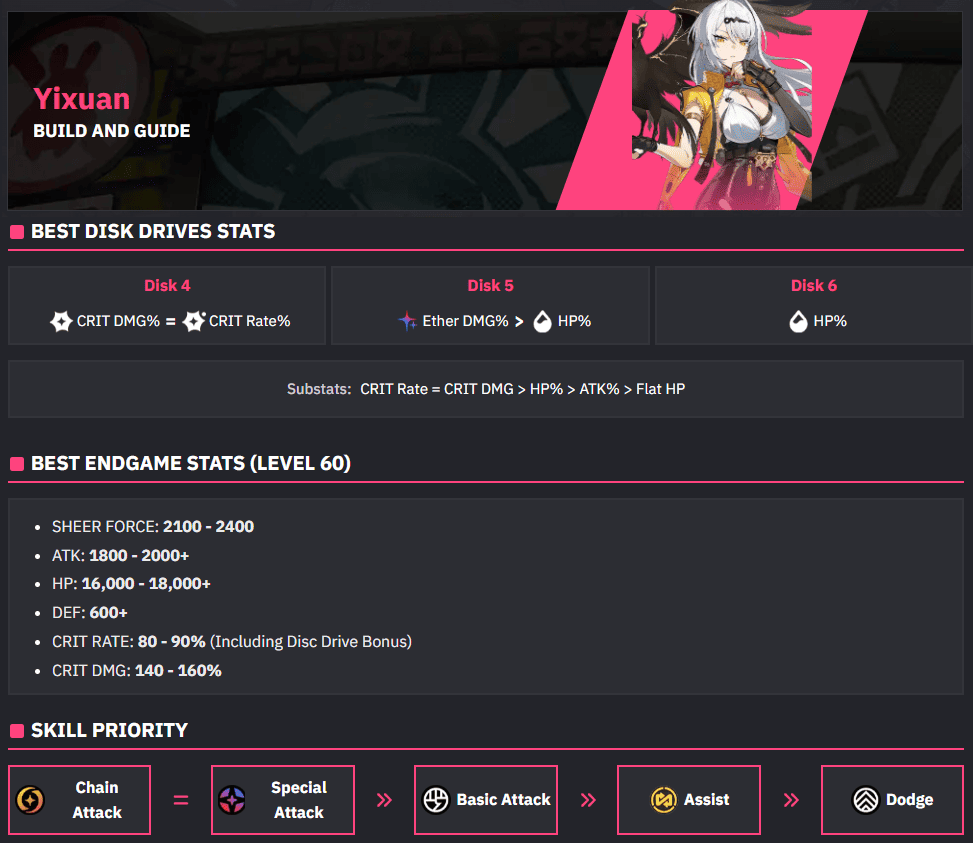 Yixuan
BUILD AND GUIDE
BEST DISK DRIVES STATS
Disk 4
CRIT DMG% = CRIT Rate%
Disk 5
Ether DMG% > HP%
Disk 6
HP%
Substats: CRIT Rate = CRIT DMG > HP% > ATK% > Flat HP
BEST ENDGAME STATS (LEVEL 60)
• SHEER FORCE: 2100 - 2400
• ATK: 1800 - 2000+
• HP: 16,000 - 18,000+
• DEF: 600+
• CRIT RATE: 80 - 90% (Including Disc Drive Bonus)
• CRIT DMG: 140 - 160%
SKILL PRIORITY
Chain
Attack
=
Special
Attack
»
Basic Attack
»
Assist
»
Dodge